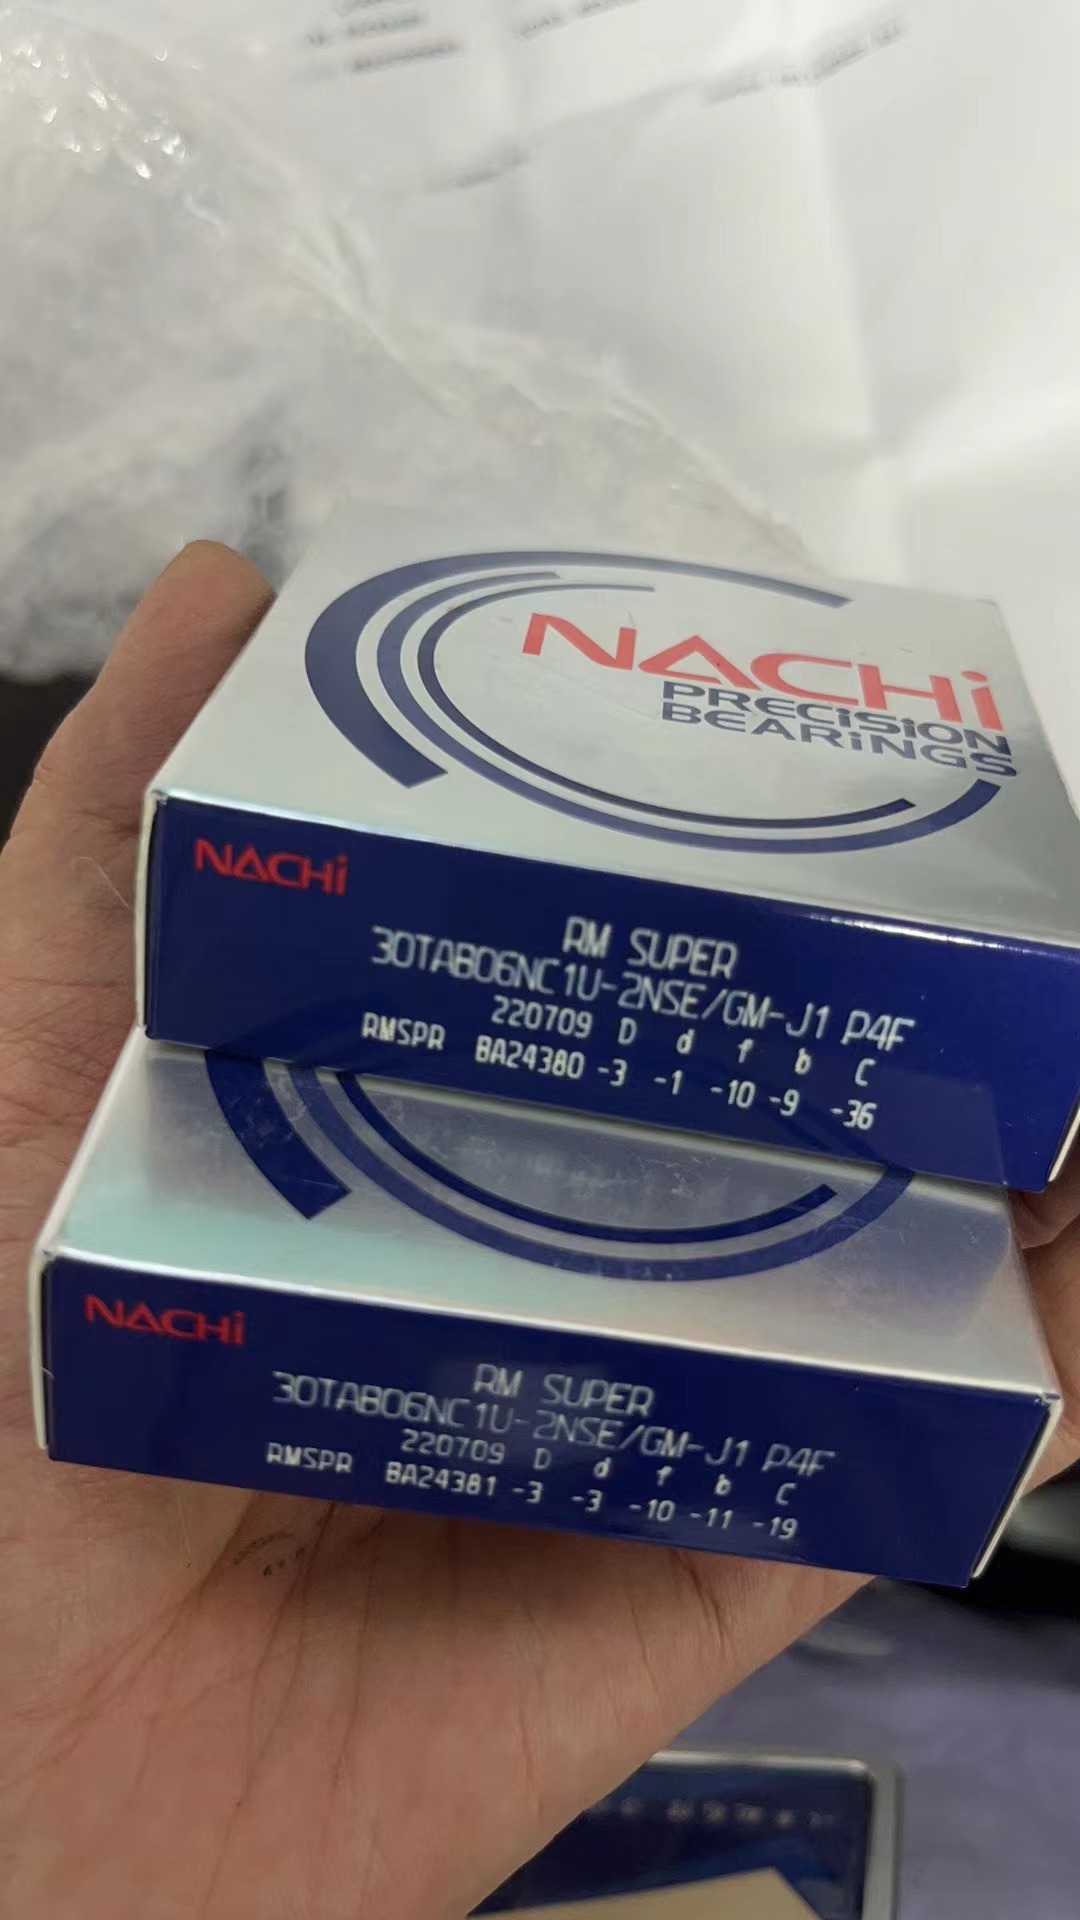 NACHi
PRECiSiON
BEARiNGS
NACHi
RM SUPER
30TAB06NC1U-2NSE/GM-J1 P4F
220709 D d f b C
RMSPR BA24380 -3 -1 -10 -9 -36
NACHi
RM SUPER
30TAB06NC1U-2NSE/GM-J1 P4F
220709 D d f b C
RMSPR BA24381 -3 -3 -10 -11 -19